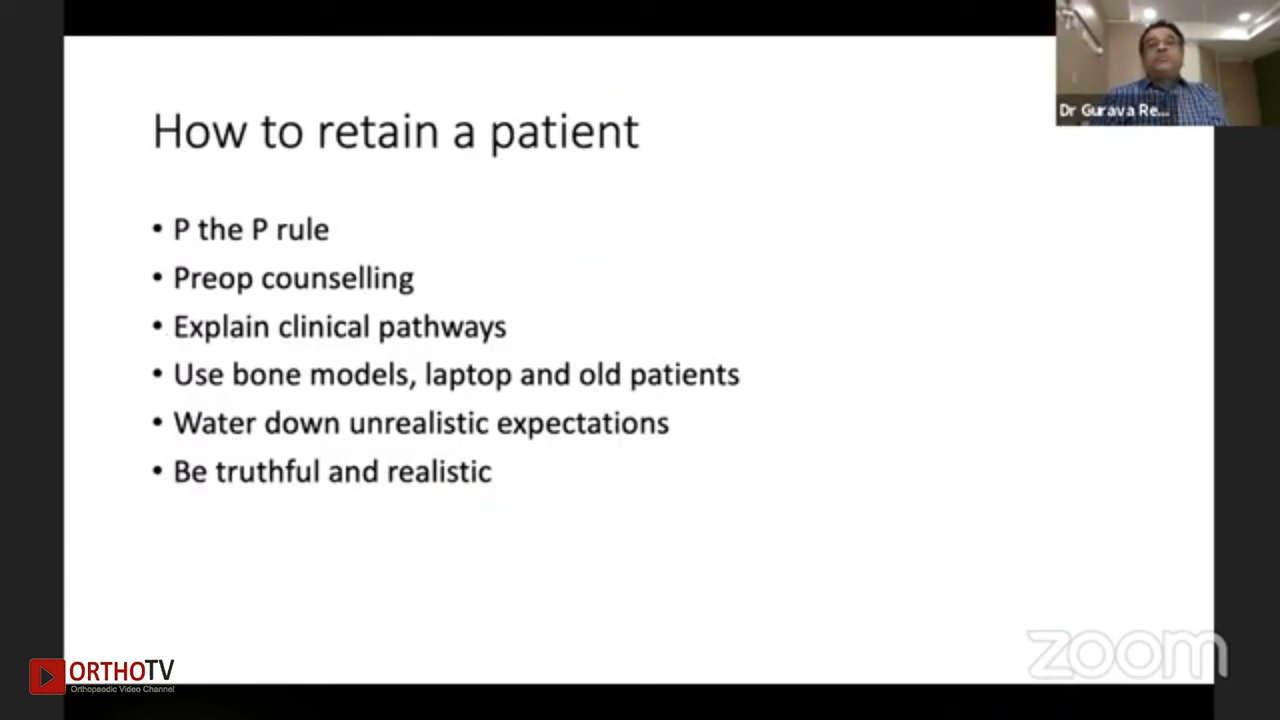 Dr Gurava Re...
How to retain a patient
• P the P rule
• Preop counselling
• Explain clinical pathways
• Use bone models, laptop and old patients
• Water down unrealistic expectations
• Be truthful and realistic
zoom
ORTHOTV
Orthopaedic Video Channel